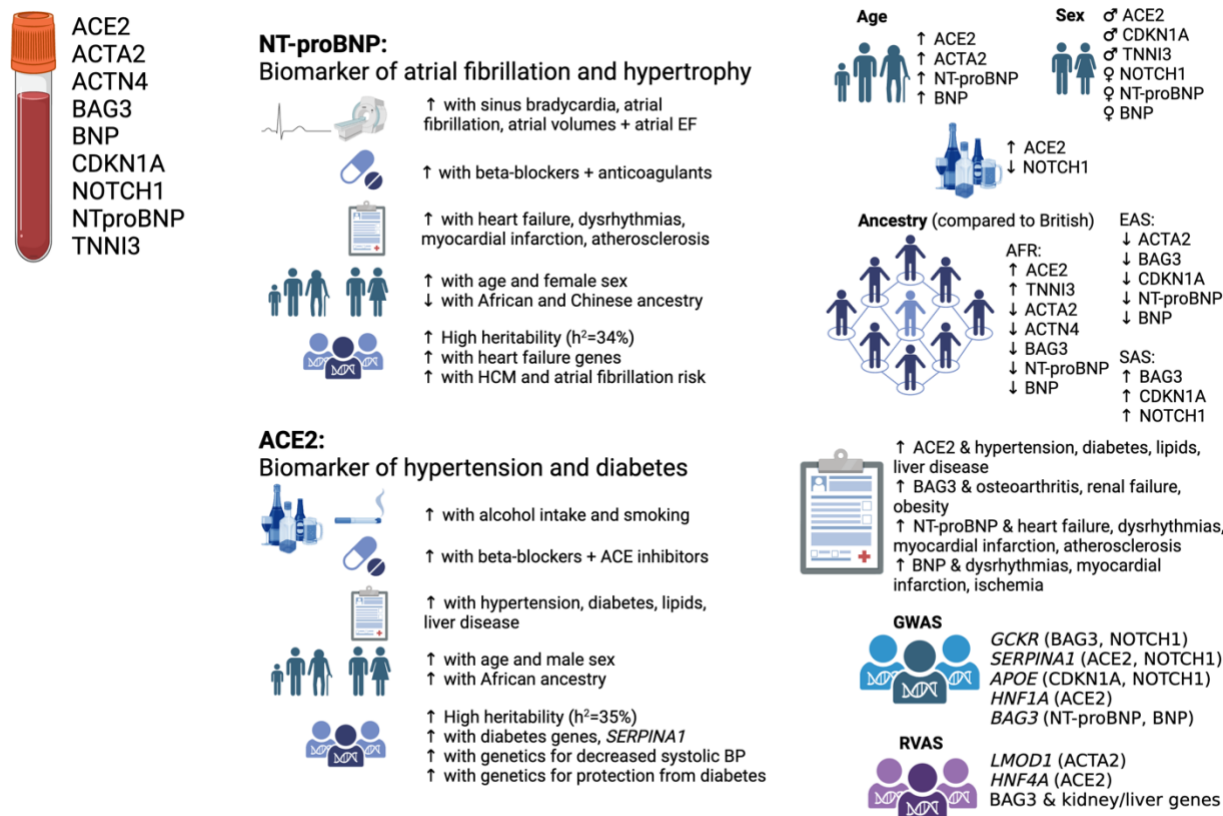 ACE2
ACTA2
ACTN4
BAG3
BNP
CDKN1A
NOTCH1
NTproBNP
TNNI3
NT-proBNP:
Biomarker of atrial fibrillation and hypertrophy
↑ with sinus bradycardia, atrial
fibrillation, atrial volumes + atrial EF
↑ with beta-blockers + anticoagulants
↑ with heart failure, dysrhythmias,
myocardial infarction, atherosclerosis
↑ with age and female sex
↓ with African and Chinese ancestry
↑ High heritability (h²=34%)
↑ with heart failure genes
↑ with HCM and atrial fibrillation risk
ACE2:
Biomarker of hypertension and diabetes
↑ with alcohol intake and smoking
↑ with beta-blockers + ACE inhibitors
↑ with hypertension, diabetes, lipids,
liver disease
↑ with age and male sex
↑ with African ancestry
↑ High heritability (h²=35%)
↑ with diabetes genes, SERPINA1
↑ with genetics for decreased systolic BP
↑ with genetics for protection from diabetes
Age
↑ ACE2
↑ ACTA2
↑ NT-proBNP
↑ BNP
Sex
♂ ACE2
♂ CDKN1A
♂ TNNI3
♀ NOTCH1
♀ NT-proBNP
♀ BNP
↑ ACE2
↓ NOTCH1
Ancestry (compared to British)
AFR:
↑ ACE2
↑ TNNI3
↓ ACTA2
↓ ACTN4
↓ BAG3
↓ NT-proBNP
↓ BNP
EAS:
↓ ACTA2
↓ BAG3
↓ CDKN1A
↓ NT-proBNP
↓ BNP
SAS:
↑ BAG3
↑ CDKN1A
↑ NOTCH1
↑ ACE2 & hypertension, diabetes, lipids,
liver disease
↑ BAG3 & osteoarthritis, renal failure,
obesity
↑ NT-proBNP & heart failure, dysrhythmias,
myocardial infarction, atherosclerosis
↑ BNP & dysrhythmias, myocardial
infarction, ischemia
GWAS
GCKR (BAG3, NOTCH1)
SERPINA1 (ACE2, NOTCH1)
APOE (CDKN1A, NOTCH1)
HNF1A (ACE2)
BAG3 (NT-proBNP, BNP)
RVAS
LMOD1 (ACTA2)
HNF4A (ACE2)
BAG3 & kidney/liver genes